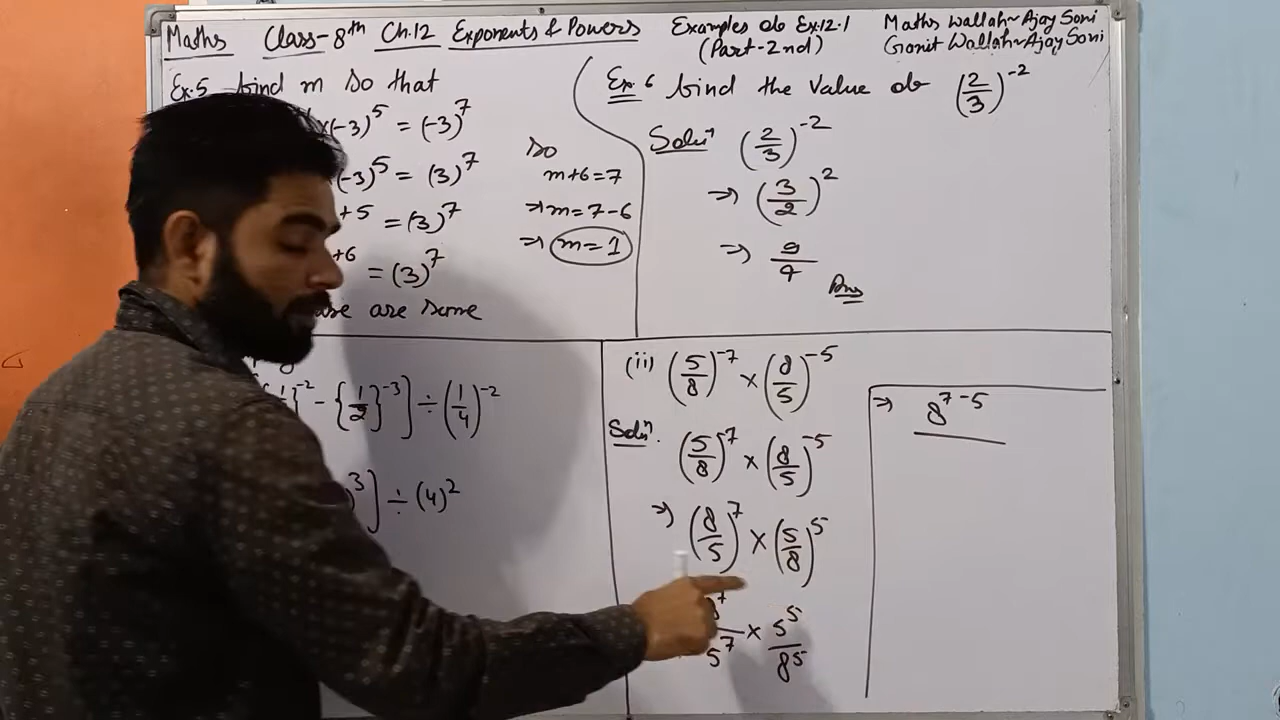 Maths Class-8th Ch.12 Exponents & Powers Examples of Ex.12.1 (Part-2nd)
Maths Wallah~Ajay Soni
Ganit Wallah~Ajay Soni
Ex.5 find m so that
×(-3)^5 = (-3)^7
(-3)^5 = (3)^7
+5 = (3)^7
+6 = (3)^7
are some
so
m+6=7
⇒ m=7-6
⇒ m=1
Ex.6 find the value of (2/3)^-2
Soluⁿ (2/3)^-2
⇒ (3/2)^2
⇒ 9/4
Ans
}^-2 - {1/2}^-3] ÷ (1/4)^-2
)^3] ÷ (4)^2
(ii) (5/8)^-7 × (8/5)^-5
Soluⁿ. (5/8)^-7 × (8/5)^-5
⇒ (8/5)^7 × (5/8)^5
5^7 × 5^5/8^5
⇒ 8^7-5